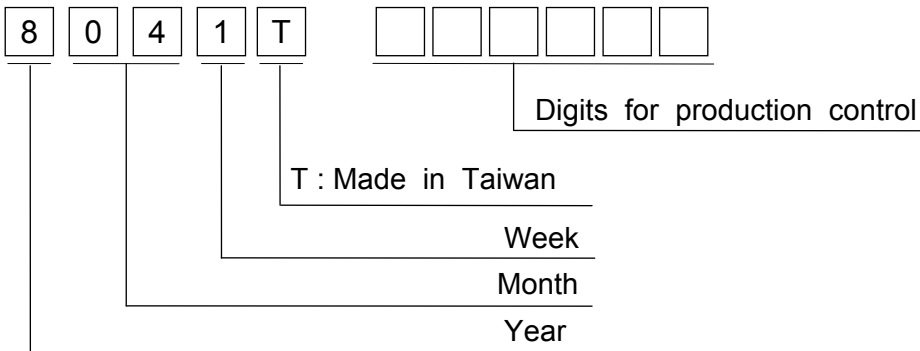 8 0 4 1 T
Digits for production control
T : Made in Taiwan
Week
Month
Year